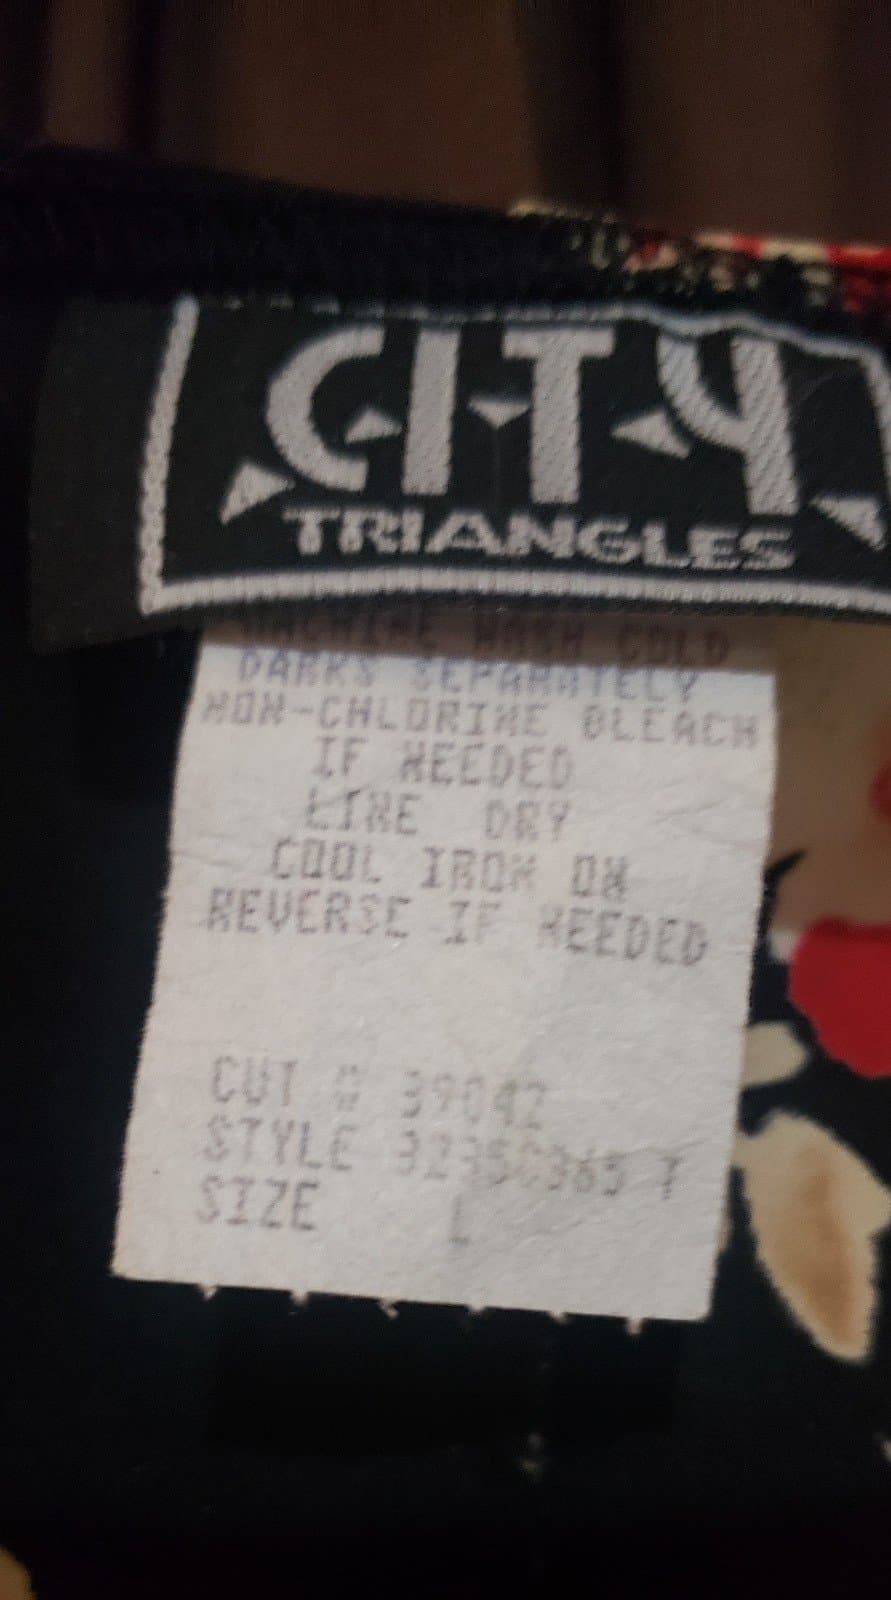 CITY
TRIANGLES
MACHINE WASH COLD
DARKS SEPARATELY
NON-CHLORINE BLEACH
IF NEEDED
LINE DRY
COOL IRON ON
REVERSE IF NEEDED
CUT # 39042
STYLE T
SIZE L